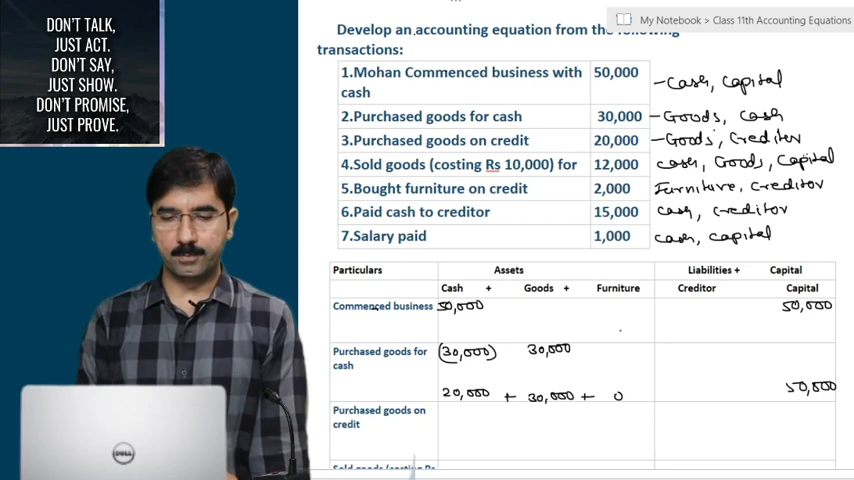 DON'T TALK,
JUST ACT.
DON'T SAY,
JUST SHOW.
DON'T PROMISE,
JUST PROVE.
My Notebook > Class 11th Accounting Equations
Develop an accounting equation from the following
transactions:
1.Mohan Commenced business with cash 50,000 - Cash, Capital
2.Purchased goods for cash 30,000 - Goods, Cash
3.Purchased goods on credit 20,000 - Goods, Creditor
4.Sold goods (costing Rs 10,000) for 12,000 cash, Goods, Capital
5.Bought furniture on credit 2,000 Furniture, Creditor
6.Paid cash to creditor 15,000 cash, creditor
7.Salary paid 1,000 cash, capital
Particulars Assets Liabilities + Capital
Cash + Goods + Furniture Creditor Capital
Commenced business 50,000 50,000
Purchased goods for (30,000) 30,000
cash
20,000 + 30,000 + 0 50,000
Purchased goods on
credit
Sold goods (costing Rs
DELL